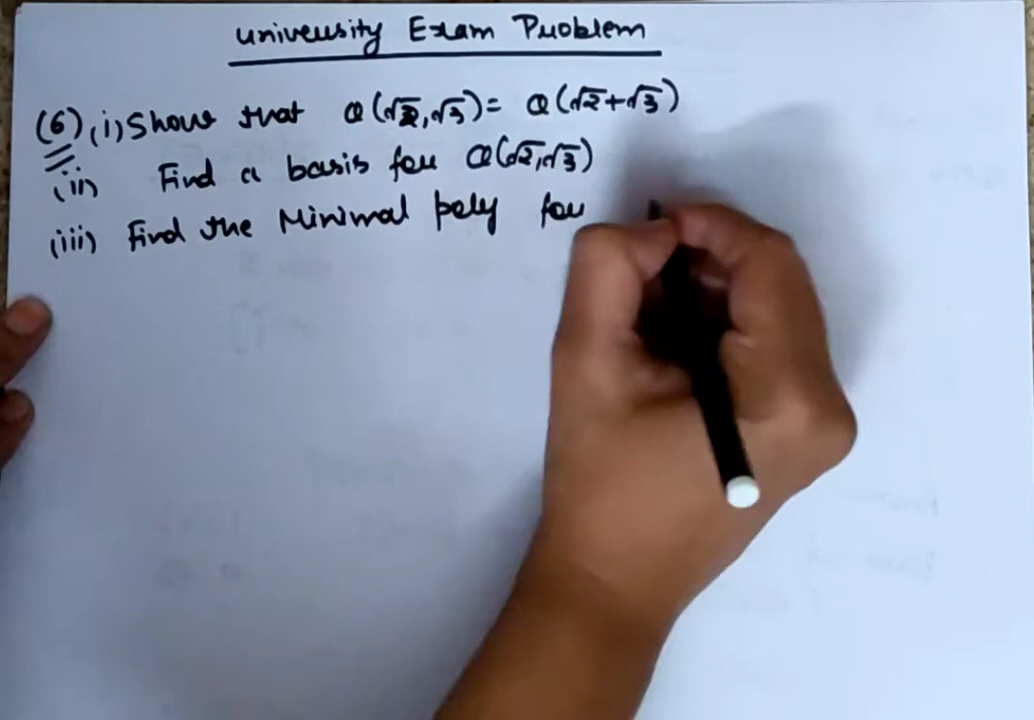 University Exam Problem
(6), (i) Show that Q(√2,√3) = Q(√2+√3)
(ii) Find a basis for Q(√2,√3)
(iii) Find the Minimal poly for